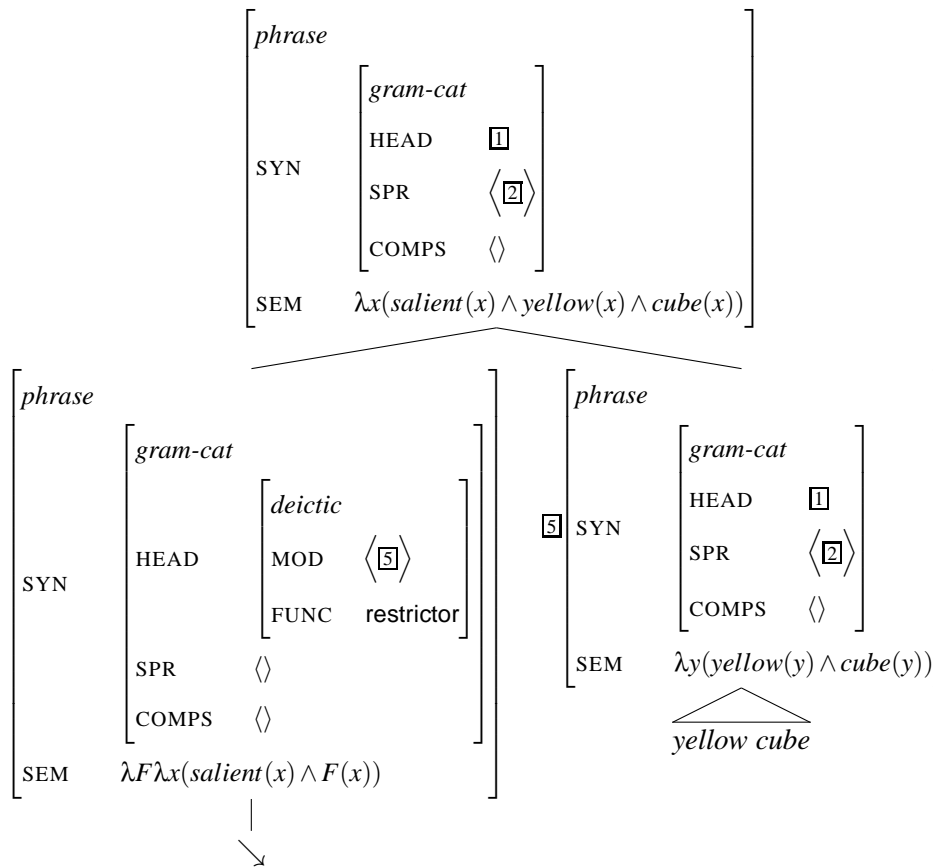 phrase
gram-cat
HEAD 1
SYN
SPR ⟨2⟩
COMPS ⟨⟩
SEM λx(salient(x) ∧ yellow(x) ∧ cube(x))
phrase
gram-cat
deictic
HEAD MOD ⟨5⟩
FUNC restrictor
SYN
SPR ⟨⟩
COMPS ⟨⟩
SEM λFλx(salient(x) ∧ F(x))
↘
phrase
gram-cat
HEAD 1
5 SYN
SPR ⟨2⟩
COMPS ⟨⟩
SEM λy(yellow(y) ∧ cube(y))
yellow cube